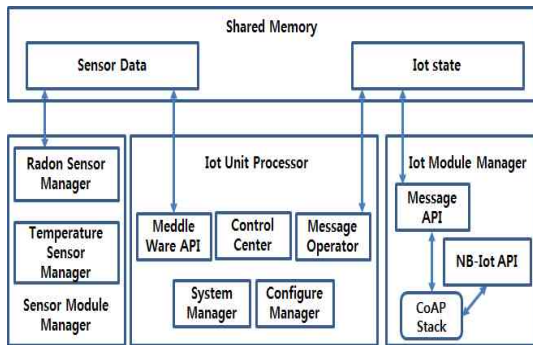 Shared Memory
Sensor Data
Iot state
Radon Sensor
Manager
Temperature
Sensor
Manager
Sensor Module
Manager
Iot Unit Processor
Meddle
Ware API
Control
Center
Message
Operator
System
Manager
Configure
Manager
Iot Module Manager
Message
API
NB-Iot API
CoAP
Stack